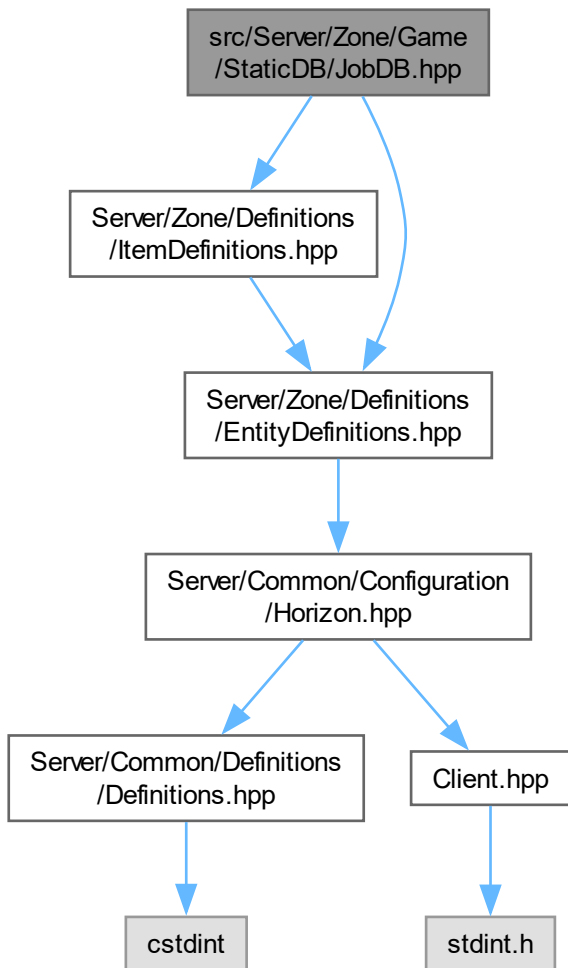 src/Server/Zone/Game
/StaticDB/JobDB.hpp
Server/Zone/Definitions
/ItemDefinitions.hpp
Server/Zone/Definitions
/EntityDefinitions.hpp
Server/Common/Configuration
/Horizon.hpp
Server/Common/Definitions
/Definitions.hpp
Client.hpp
cstdint
stdint.h